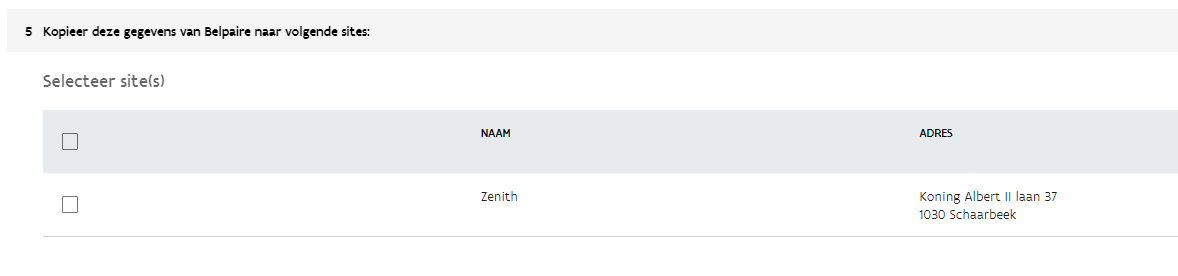 5 Kopieer deze gegevens van Belpaire naar volgende sites:
Selecteer site(s)
NAAM ADRES
Zenith Koning Albert II laan 37
1030 Schaarbeek